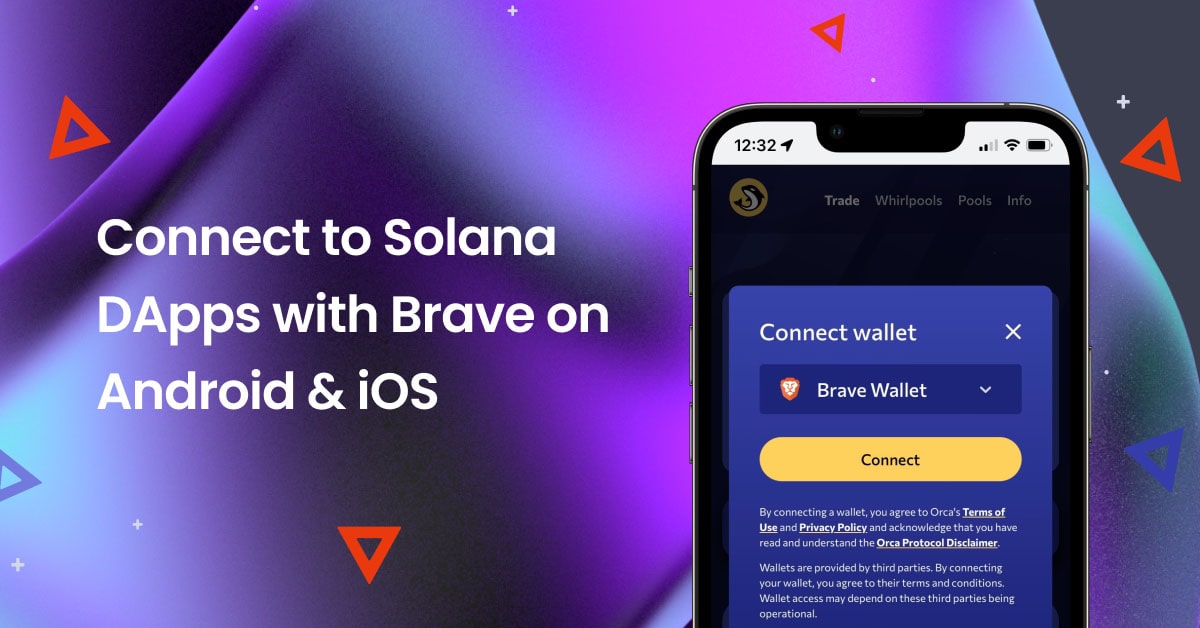 Connect to Solana
DApps with Brave on
Android & iOS
12:32
Trade Whirlpools Pools Info
Connect wallet
Brave Wallet
Connect
By connecting a wallet, you agree to Orca's Terms of
Use and Privacy Policy and acknowledge that you have
read and understand the Orca Protocol Disclaimer.
Wallets are provided by third parties. By connecting
your wallet, you agree to their terms and conditions.
Wallet access may depend on these third parties being
operational.